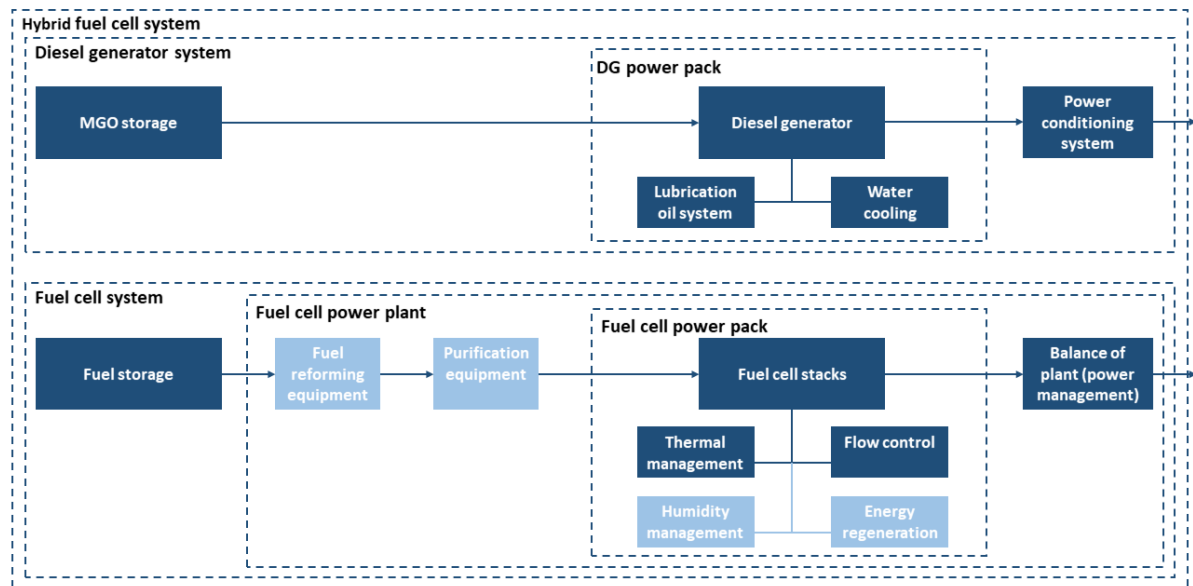 Hybrid fuel cell system
Diesel generator system
DG power pack
MGO storage
Diesel generator
Power
conditioning
system
Lubrication
oil system
Water
cooling
Fuel cell system
Fuel cell power plant
Fuel cell power pack
Fuel storage
Fuel
reforming
equipment
Purification
equipment
Fuel cell stacks
Balance of
plant (power
management)
Thermal
management
Flow control
Humidity
management
Energy
regeneration